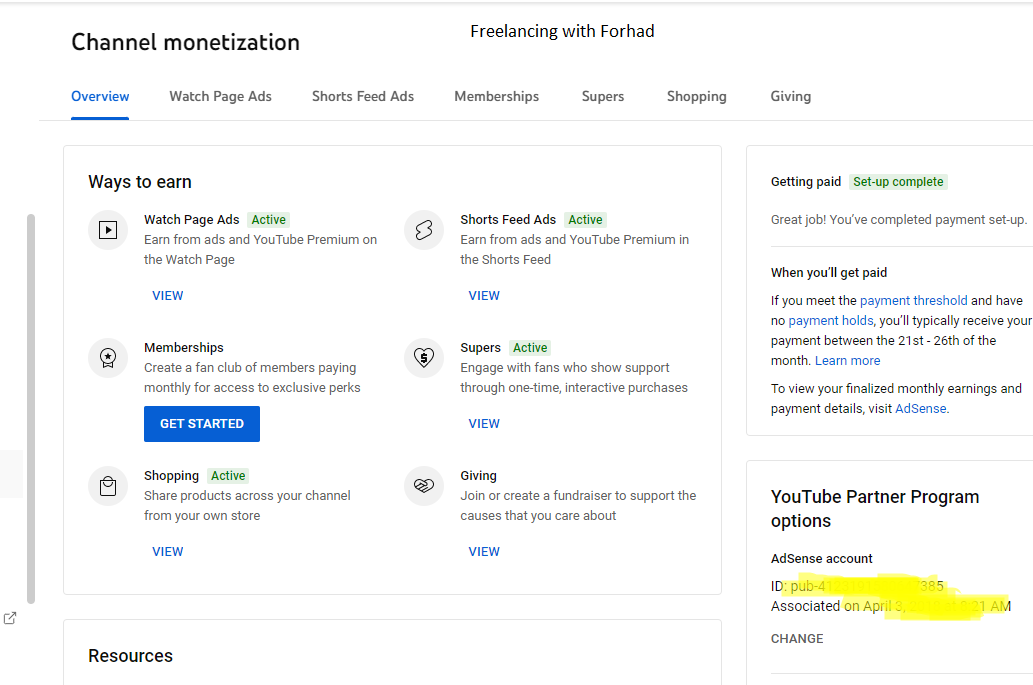 Freelancing with Forhad
Channel monetization
Overview Watch Page Ads Shorts Feed Ads Memberships Supers Shopping Giving
Ways to earn
Watch Page Ads Active
Earn from ads and YouTube Premium on
the Watch Page
VIEW
Shorts Feed Ads Active
Earn from ads and YouTube Premium in
the Shorts Feed
VIEW
Memberships
Create a fan club of members paying
monthly for access to exclusive perks
GET STARTED
Supers Active
Engage with fans who show support
through one-time, interactive purchases
VIEW
Shopping Active
Share products across your channel
from your own store
VIEW
Giving
Join or create a fundraiser to support the
causes that you care about
VIEW
Resources
Getting paid Set-up complete
Great job! You've completed payment set-up.
When you'll get paid
If you meet the payment threshold and have
no payment holds, you'll typically receive your
payment between the 21st - 26th of the
month. Learn more
To view your finalized monthly earnings and
payment details, visit AdSense.
YouTube Partner Program
options
AdSense account
ID:
Associated on April 3, AM
CHANGE